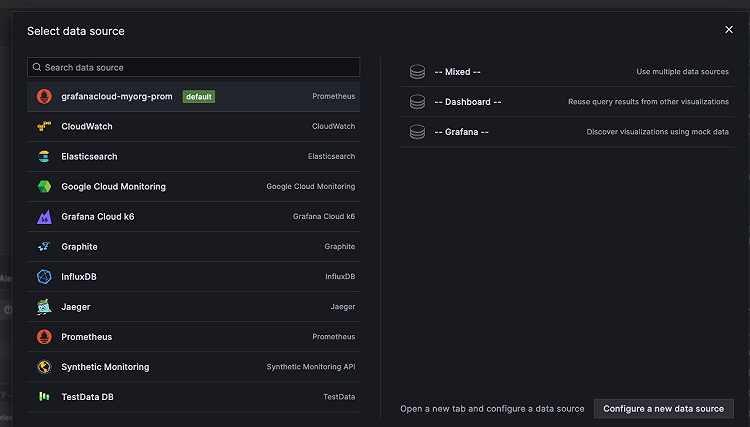 Select data source
Search data source
grafanacloud-myorg-prom default Prometheus
CloudWatch CloudWatch
Elasticsearch Elasticsearch
Google Cloud Monitoring Google Cloud Monitoring
k6 Grafana Cloud k6 Grafana Cloud k6
Graphite Graphite
InfluxDB InfluxDB
Jaeger Jaeger
Prometheus Prometheus
Synthetic Monitoring Synthetic Monitoring API
TestData DB TestData
-- Mixed -- Use multiple data sources
-- Dashboard -- Reuse query results from other visualizations
-- Grafana -- Discover visualizations using mock data
Open a new tab and configure a data source Configure a new data source